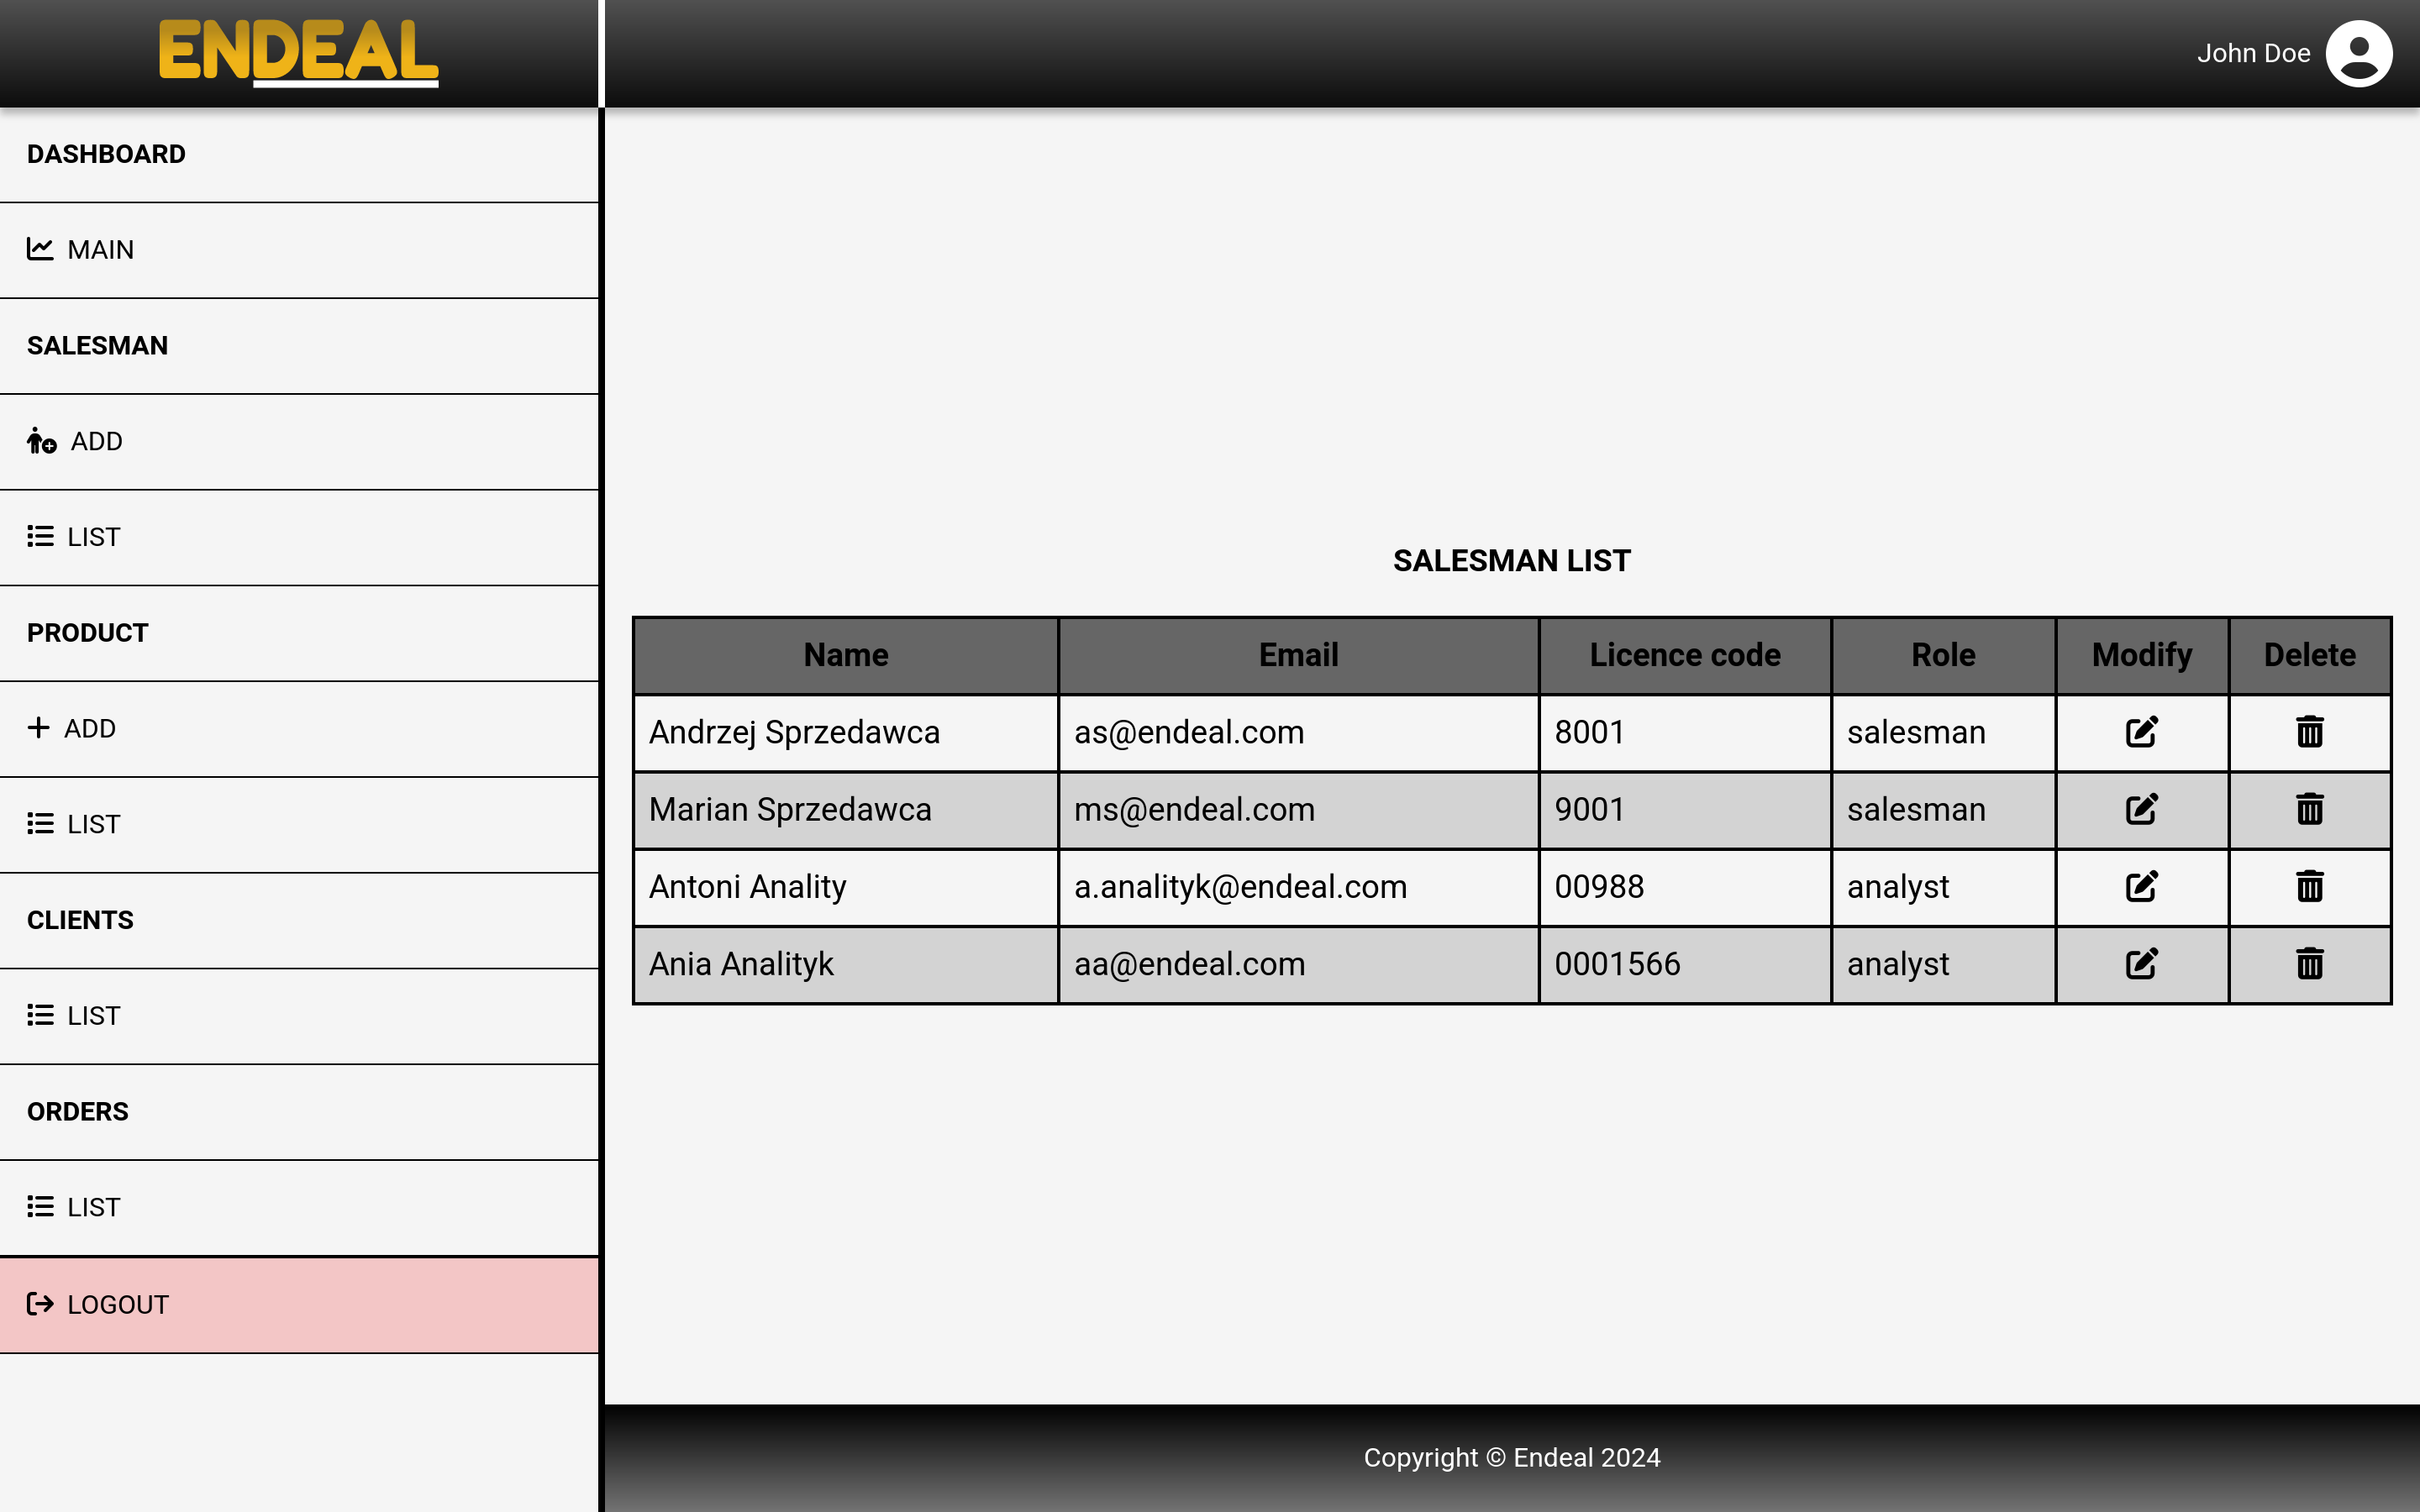 ENDEAL
John Doe
DASHBOARD
MAIN
SALESMAN
ADD
LIST
PRODUCT
ADD
LIST
CLIENTS
LIST
ORDERS
LIST
LOGOUT
SALESMAN LIST
Name Email Licence code Role Modify Delete
Andrzej Sprzedawca as@endeal.com 8001 salesman
Marian Sprzedawca ms@endeal.com 9001 salesman
Antoni Anality a.analityk@endeal.com 00988 analyst
Ania Analityk aa@endeal.com 0001566 analyst
Copyright © Endeal 2024